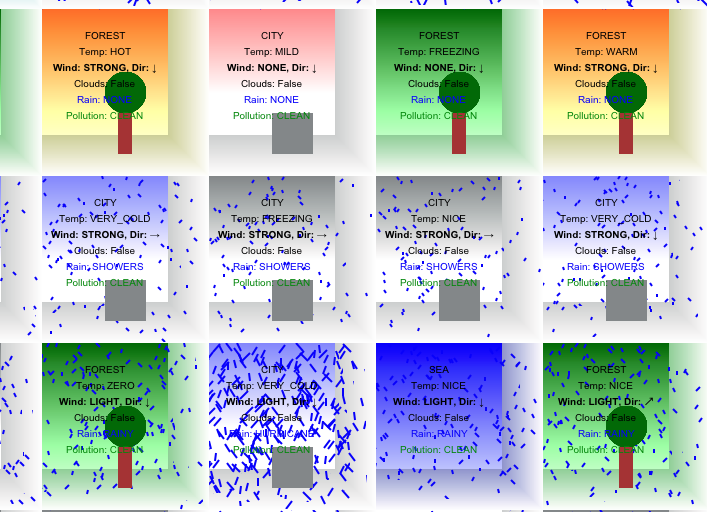 FOREST
Temp: HOT
Wind: STRONG, Dir: ↓
Clouds: False
Rain: NONE
Pollution: CLEAN
CITY
Temp: MILD
Wind: NONE, Dir: ↓
Clouds: False
Rain: NONE
Pollution: CLEAN
FOREST
Temp: FREEZING
Wind: NONE, Dir: ↓
Clouds: False
Rain: NONE
Pollution: CLEAN
FOREST
Temp: WARM
Wind: STRONG, Dir: ↓
Clouds: False
Rain: NONE
Pollution: CLEAN
CITY
Temp: VERY_COLD
Wind: STRONG, Dir: →
Clouds: False
Rain: SHOWERS
Pollution: CLEAN
CITY
Temp: FREEZING
Wind: STRONG, Dir: →
Clouds: False
Rain: SHOWERS
Pollution: CLEAN
CITY
Temp: NICE
Wind: STRONG, Dir: →
Clouds: False
Rain: SHOWERS
Pollution: CLEAN
CITY
Temp: VERY_COLD
Wind: STRONG, Dir: ↓
Clouds: False
Rain: SHOWERS
Pollution: CLEAN
FOREST
Temp: ZERO
Wind: LIGHT, Dir: ↓
Clouds: False
Rain: RAINY
Pollution: CLEAN
CITY
Temp: VERY_COLD
Wind: LIGHT, Dir: ↓
Clouds: False
Rain: HURRICANE
Pollution: CLEAN
SEA
Temp: NICE
Wind: LIGHT, Dir: ↓
Clouds: False
Rain: RAINY
Pollution: CLEAN
FOREST
Temp: NICE
Wind: LIGHT, Dir: ↗
Clouds: False
Rain: RAINY
Pollution: CLEAN